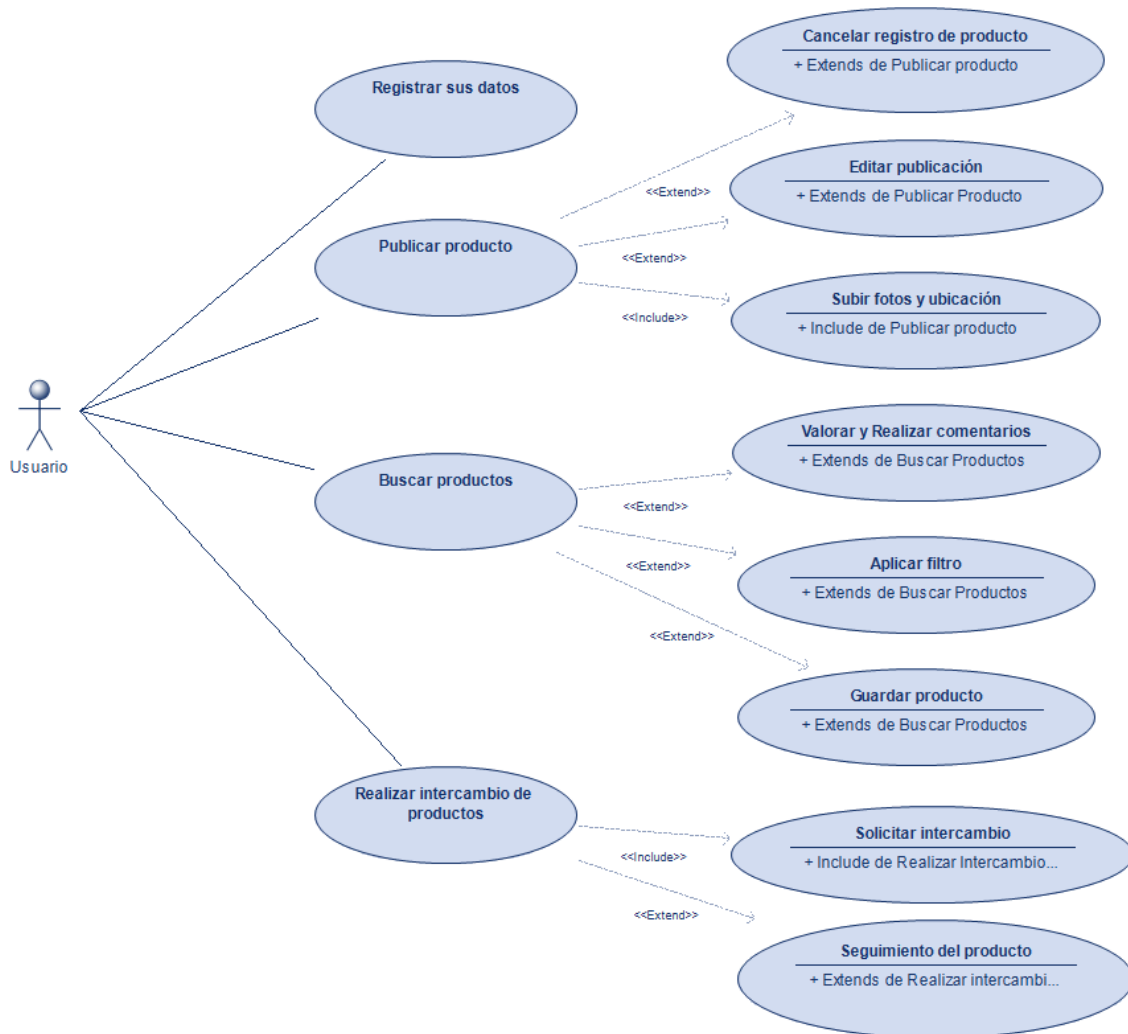 Cancelar registro de producto
+ Extends de Publicar producto
Registrar sus datos
Editar publicación
+ Extends de Publicar Producto
<<Extend>>
Publicar producto
<<Extend>>
Subir fotos y ubicación
+ Include de Publicar producto
<<Include>>
Usuario
Valorar y Realizar comentarios
+ Extends de Buscar Productos
Buscar productos
<<Extend>>
Aplicar filtro
+ Extends de Buscar Productos
<<Extend>>
<<Extend>>
Guardar producto
+ Extends de Buscar Productos
Realizar intercambio de
productos
Solicitar intercambio
+ Include de Realizar Intercambio...
<<Include>>
<<Extend>>
Seguimiento del producto
+ Extends de Realizar intercambi...